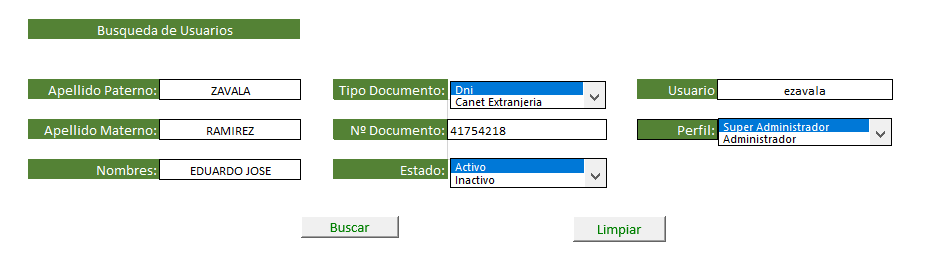 Busqueda de Usuarios
Apellido Paterno: ZAVALA Tipo Documento: Dni Usuario ezavala
Canet Extranjeria
Apellido Materno: RAMIREZ Nº Documento: 41754218 Perfil: Super Administrador
Administrador
Nombres: EDUARDO JOSE Estado: Activo
Inactivo
Buscar Limpiar